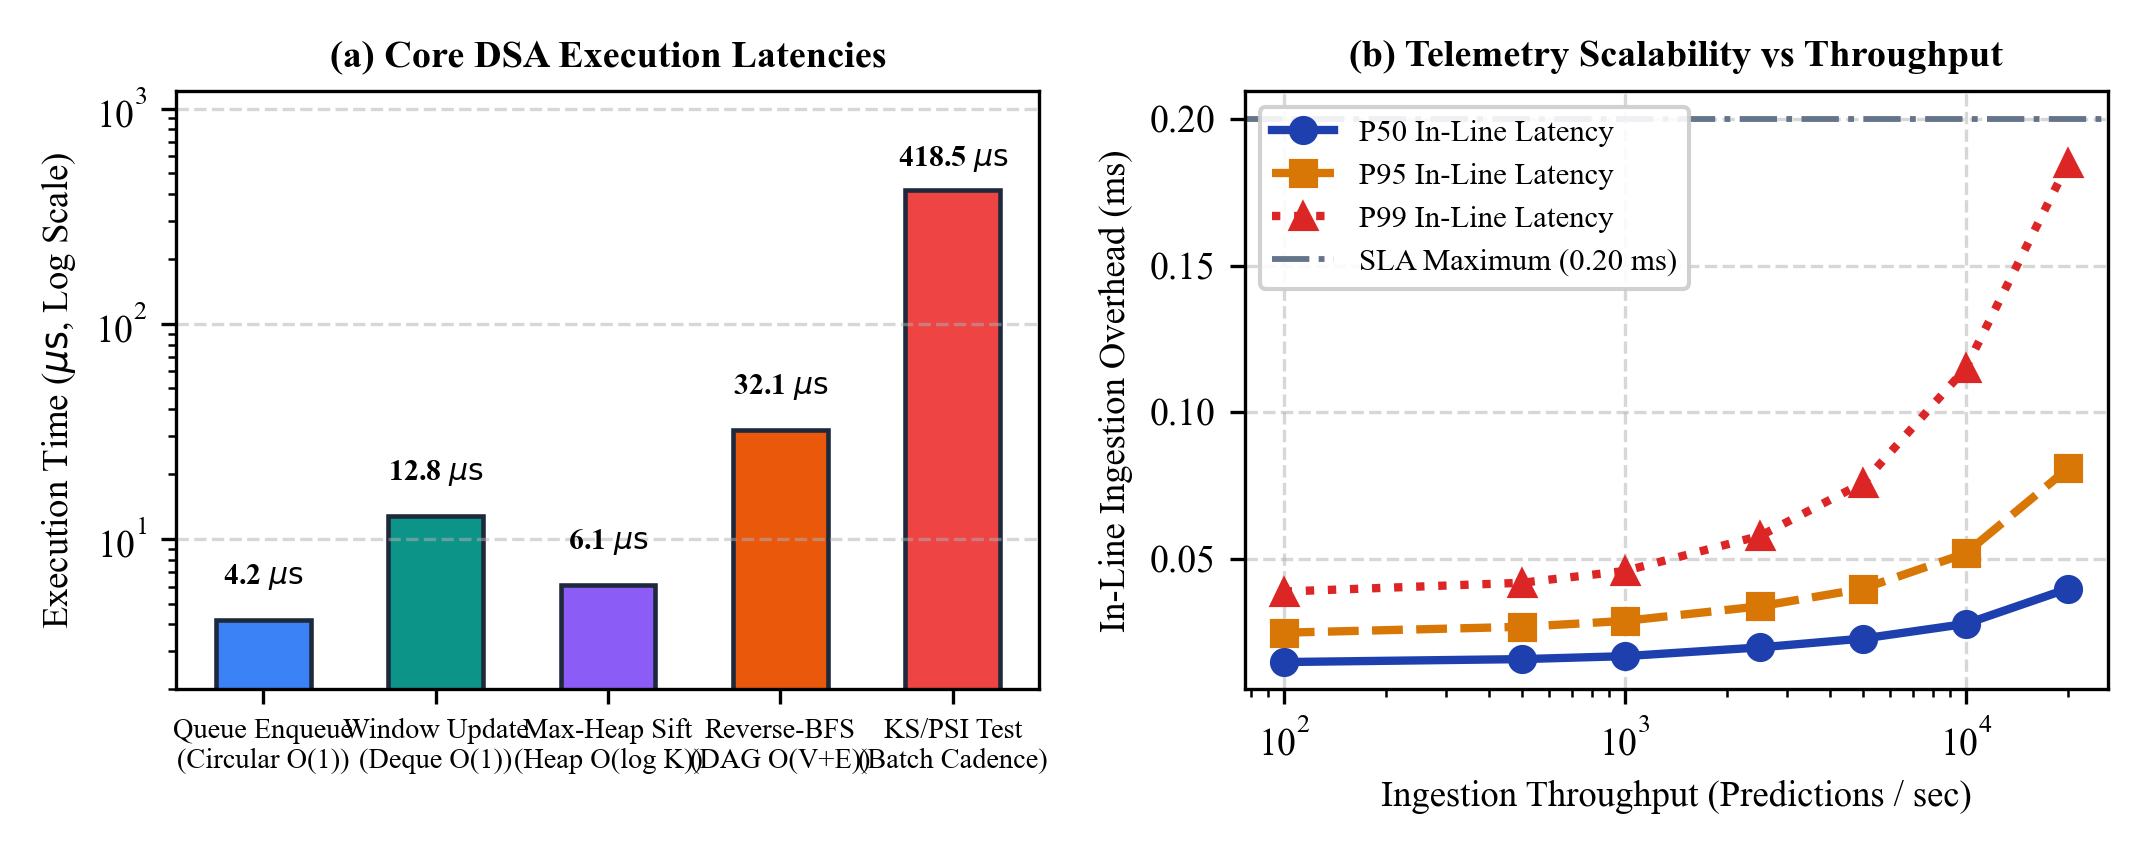 (a) Core DSA Execution Latencies
Execution Time (μs, Log Scale)
10³
10²
10¹
4.2 μs
12.8 μs
6.1 μs
32.1 μs
418.5 μs
Queue Enqueue
(Circular O(1))
Window Update
(Deque O(1))
Max-Heap Sift
(Heap O(log K))
Reverse-BFS
(DAG O(V+E))
KS/PSI Test
(Batch Cadence)
(b) Telemetry Scalability vs Throughput
In-Line Ingestion Overhead (ms)
0.20
0.15
0.10
0.05
P50 In-Line Latency
P95 In-Line Latency
P99 In-Line Latency
SLA Maximum (0.20 ms)
10²
10³
10⁴
Ingestion Throughput (Predictions / sec)